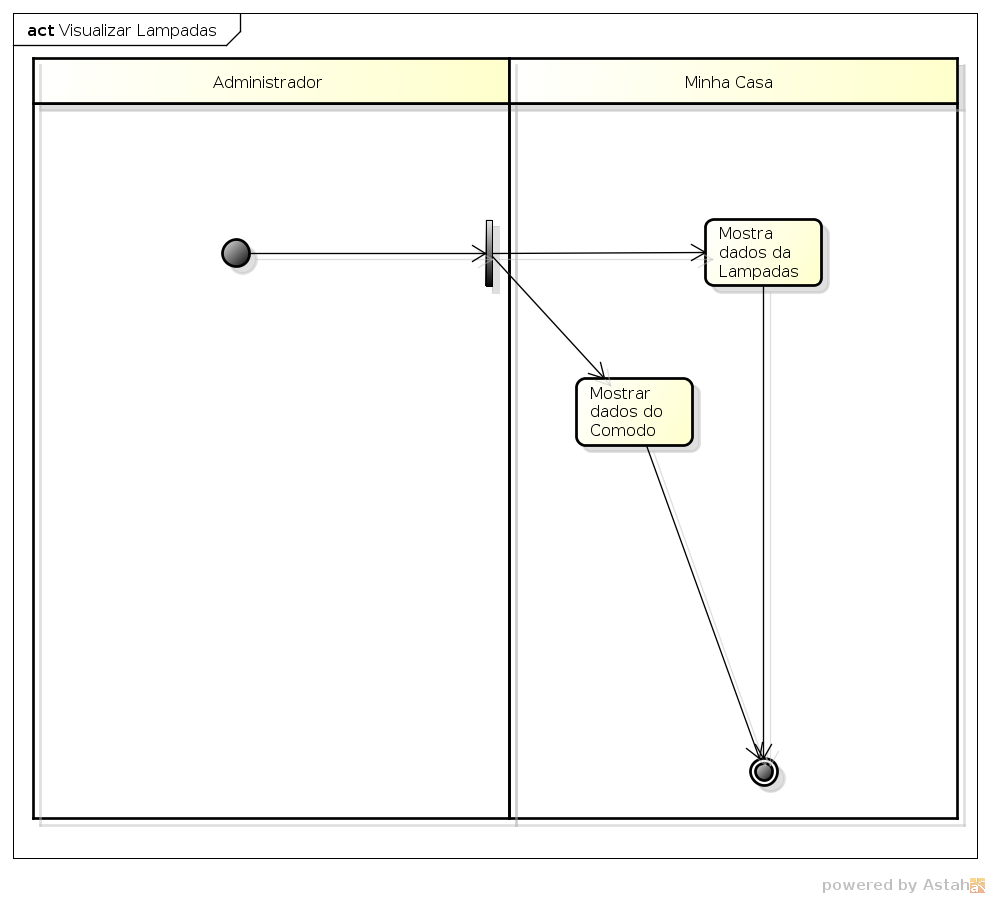 act Visualizar Lampadas
Administrador
Minha Casa
Mostra
dados da
Lampadas
Mostrar
dados do
Comodo
powered by Astah